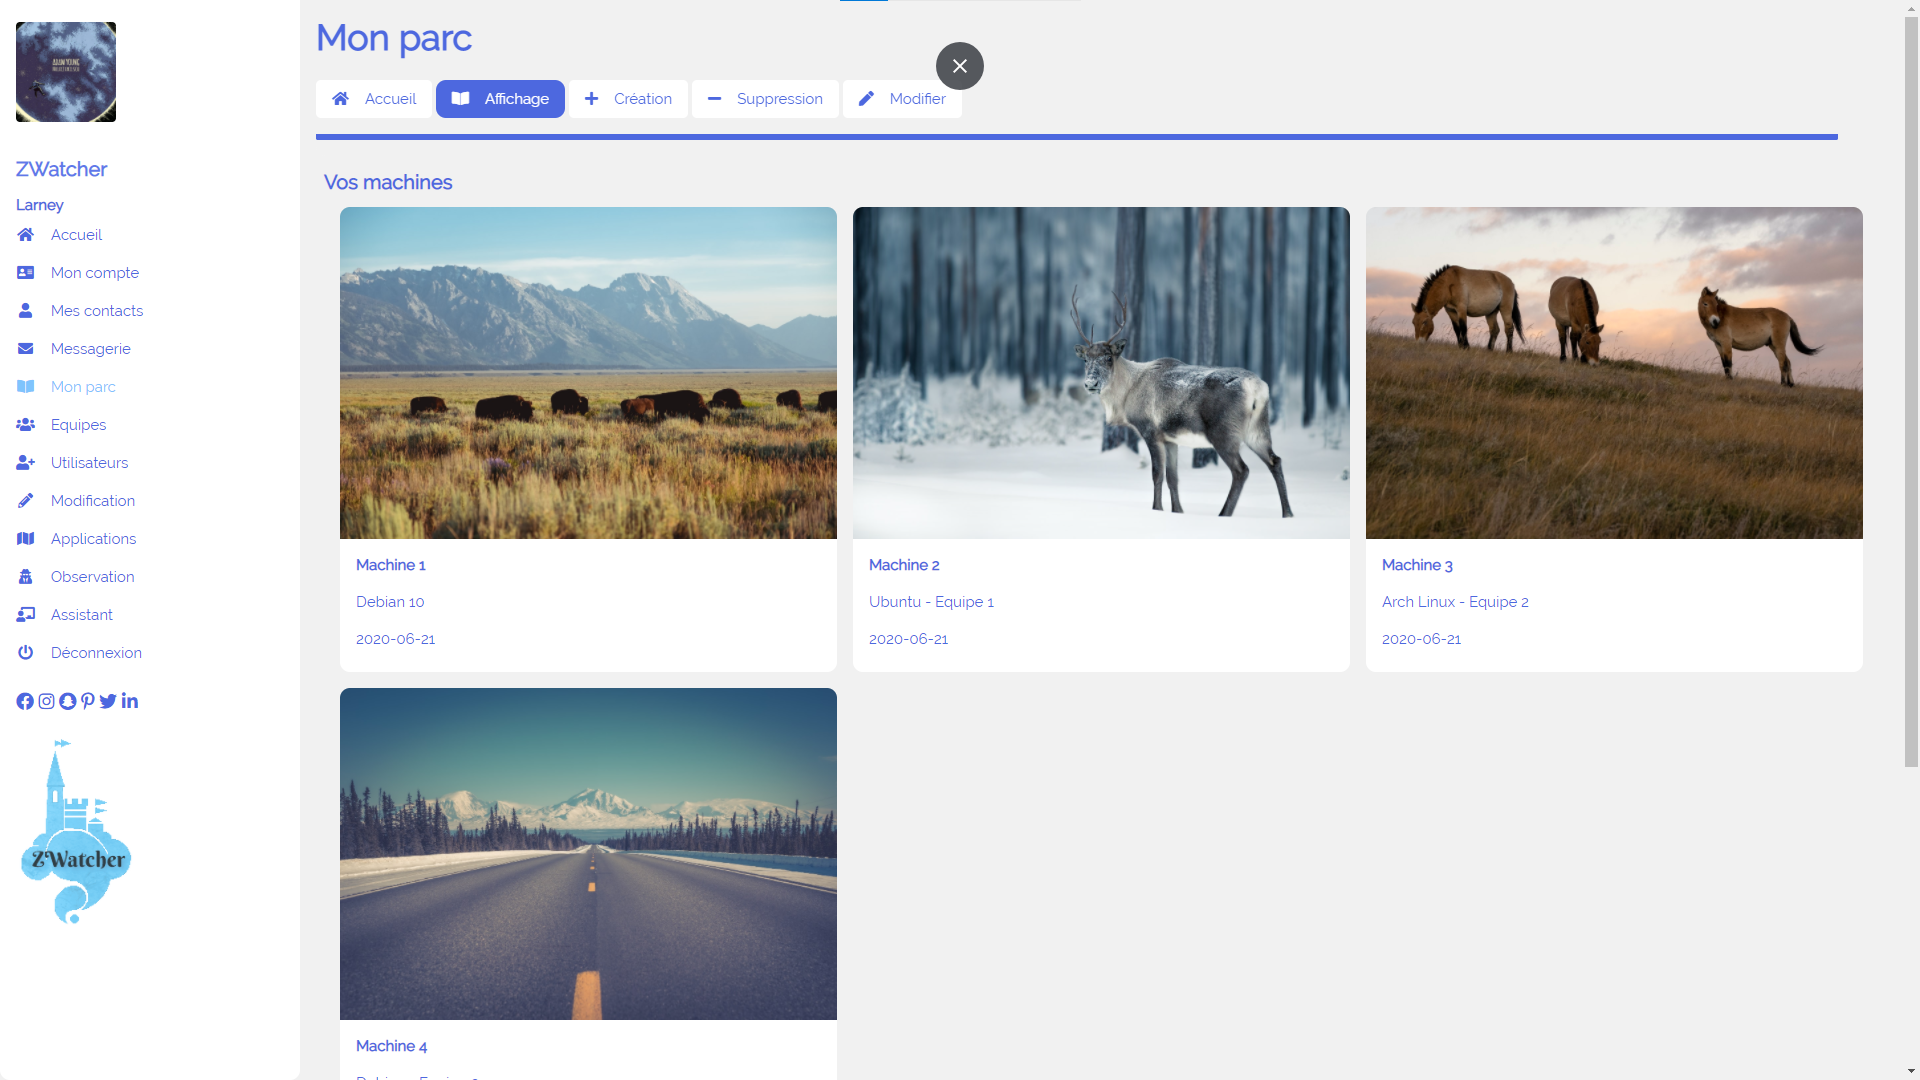 Mon parc
Accueil
Affichage
Création
Suppression
Modifier
ZWatcher
Larney
Accueil
Mon compte
Mes contacts
Messagerie
Mon parc
Equipes
Utilisateurs
Modification
Applications
Observation
Assistant
Déconnexion
ZWatcher
Vos machines
Machine 1
Debian 10
2020-06-21
Machine 2
Ubuntu - Equipe 1
2020-06-21
Machine 3
Arch Linux - Equipe 2
2020-06-21
Machine 4